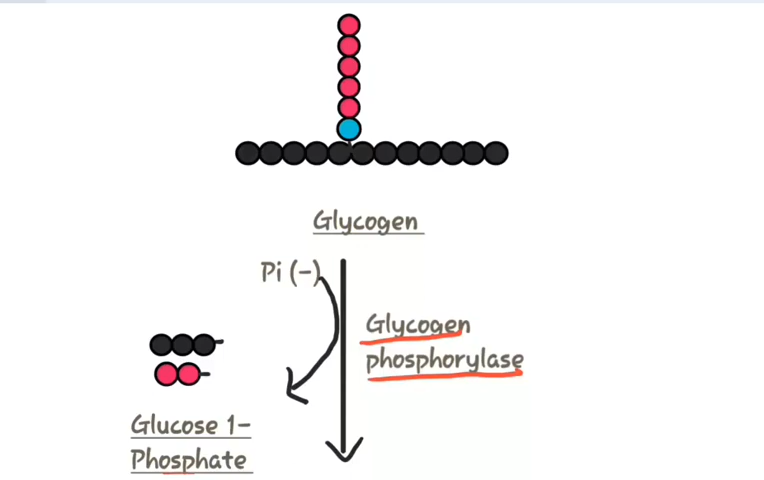 Glycogen
Pi (-)
Glycogen
phosphorylase
Glucose 1-
Phosphate